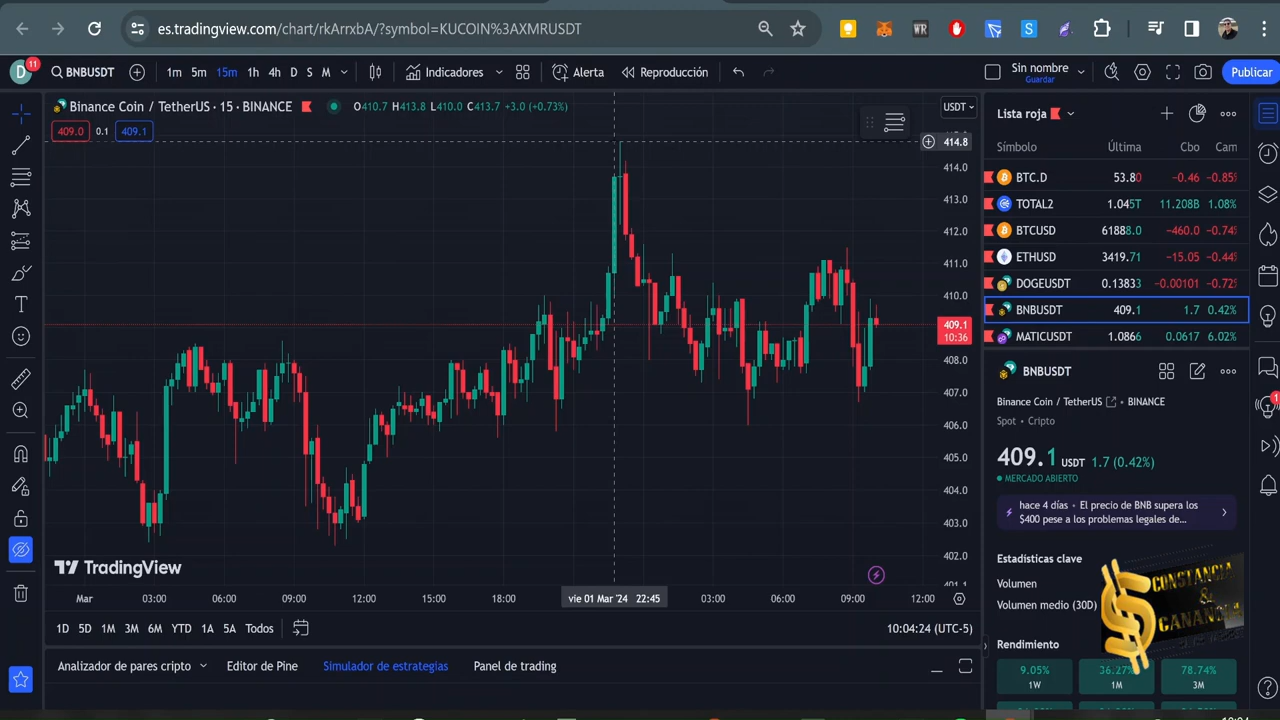 es.tradingview.com/chart/rkArrxbA/?symbol=KUCOIN%3AXMRUSDT
WR
S
D 11 BNBUSDT 1m 5m 15m 1h 4h D S M Indicadores Alerta Reproducción Sin nombre Guardar Publicar
Binance Coin / TetherUS · 15 · BINANCE O410.7 H413.8 L410.0 C413.7 +3.0 (+0.73%) USDT
409.0 0.1 409.1
414.8
414.0
413.0
412.0
411.0
410.0
409.1
10:36
408.0
407.0
406.0
405.0
404.0
403.0
402.0
401.1
TradingView
Mar 03:00 06:00 09:00 12:00 15:00 18:00 vie 01 Mar '24 22:45 03:00 06:00 09:00 12:00
1D 5D 1M 3M 6M YTD 1A 5A Todos 10:04:24 (UTC-5)
Analizador de pares cripto Editor de Pine Simulador de estrategias Panel de trading
Lista roja
Símbolo Última Cbo Cam
BTC.D 53.80 −0.46 −0.85%
TOTAL2 1.045T 11.208B 1.08%
BTCUSD 61888.0 −460.0 −0.74%
ETHUSD 3419.71 −15.05 −0.44%
DOGEUSDT 0.13833 −0.00101 −0.72%
BNBUSDT 409.1 1.7 0.42%
MATICUSDT 1.0866 0.0617 6.02%
BNBUSDT
Binance Coin / TetherUS • BINANCE
Spot • Cripto
409.1 USDT 1.7 (0.42%)
MERCADO ABIERTO
hace 4 días • El precio de BNB supera los
$400 pese a los problemas legales de...
Estadísticas clave
Volumen
Volumen medio (30D)
CONSTANCIA
&
GANANCIA
Rendimiento
9.05% 36.27% 78.74%
1W 1M 3M
1